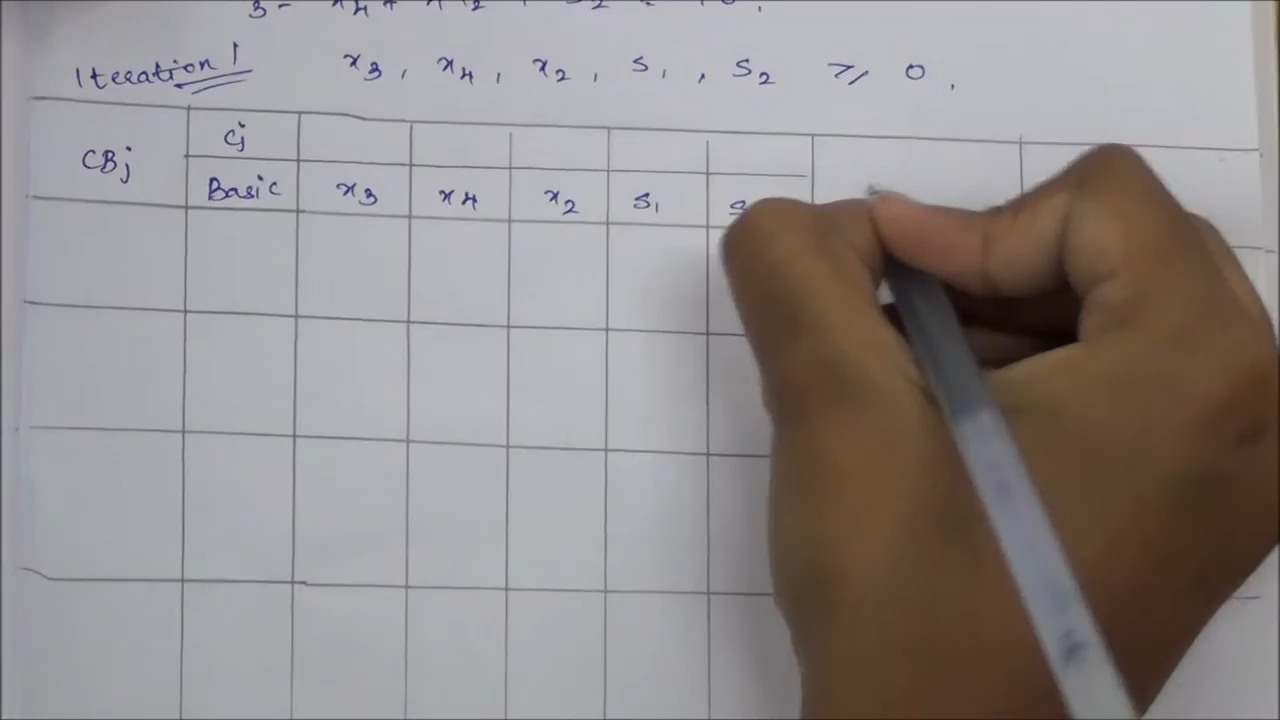 Iteration 1 x3, x4, x2, S1, S2 ≥ 0.
CBj Cj
Basic x3 x4 x2 S1